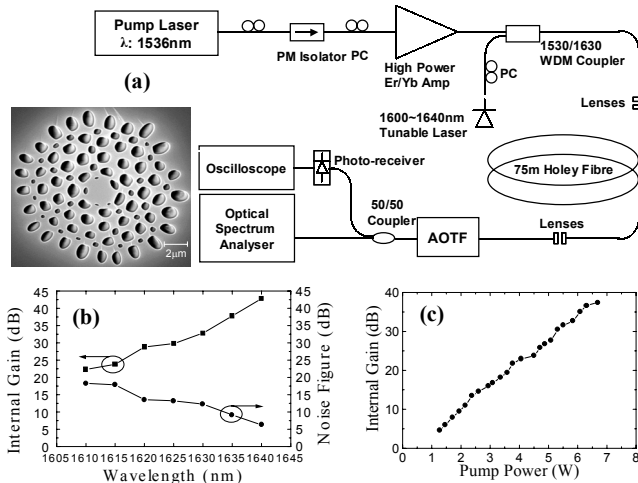 Pump Laser
λ: 1536nm
PM Isolator PC
High Power
Er/Yb Amp
1530/1630
WDM Coupler
PC
1600~1640nm
Tunable Laser
Lenses
(a)
2μm
Oscilloscope
Photo-receiver
75m Holey Fibre
Optical
Spectrum
Analyser
50/50
Coupler
AOTF
Lenses
(b)
Internal Gain (dB)
45
40
35
30
25
20
15
10
5
0
45
40
35
30
25
20
15
10
5
0
Noise Figure (dB)
1605 1610 1615 1620 1625 1630 1635 1640 1645
Wavelength (nm)
(c)
Internal Gain (dB)
40
30
20
10
0
0 1 2 3 4 5 6 7 8
Pump Power (W)